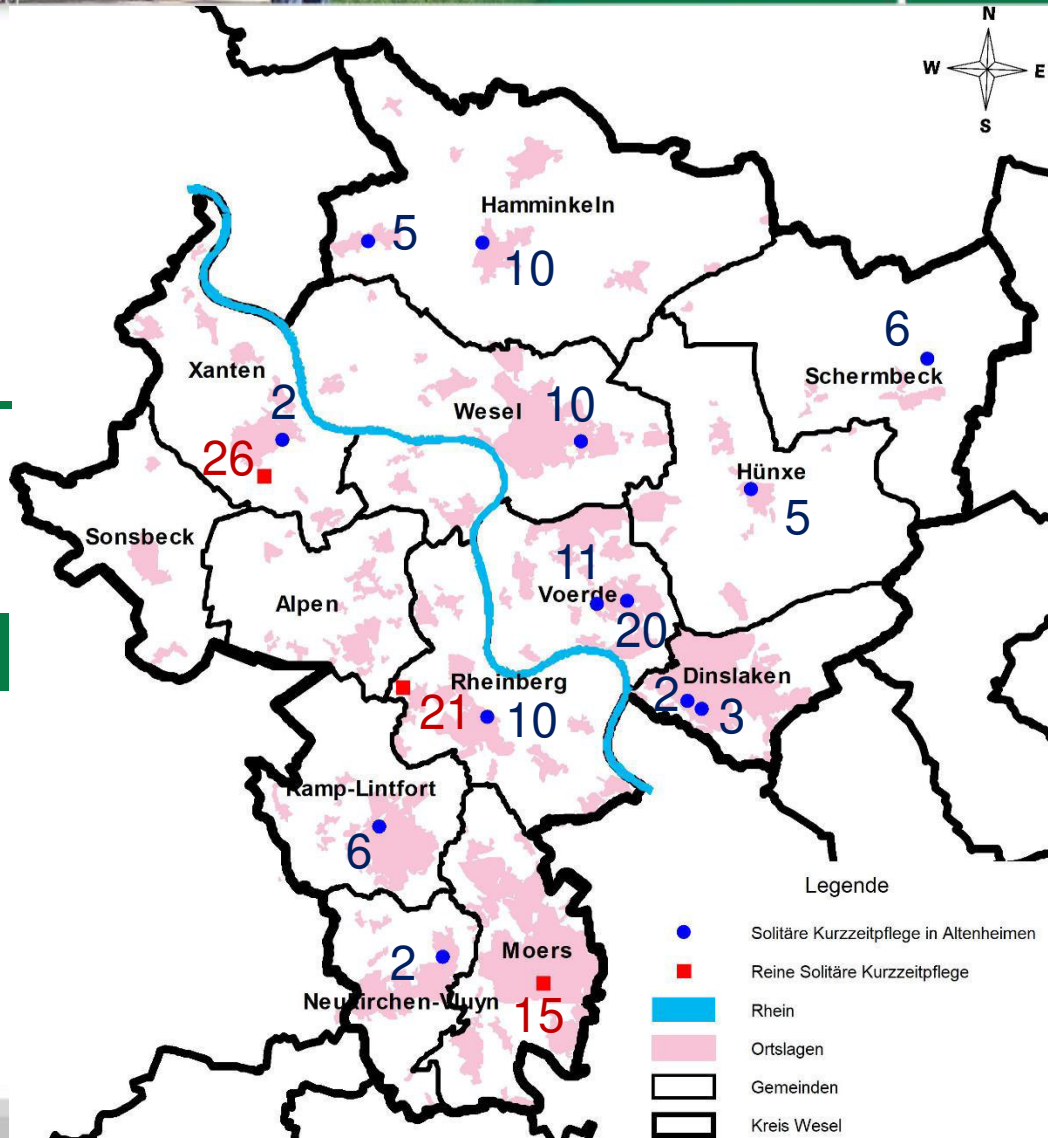 N
W E
S
Hamminkeln
5
10
6
Schermbeck
Xanten
2
26
Wesel
10
Hünxe
5
Sonsbeck
Alpen
11
Voerde
20
Dinslaken
2
3
Rheinberg
21
10
Kamp-Lintfort
6
2
Neukirchen-Vluyn
Moers
15
Legende
Solitäre Kurzzeitpflege in Altenheimen
Reine Solitäre Kurzzeitpflege
Rhein
Ortslagen
Gemeinden
Kreis Wesel